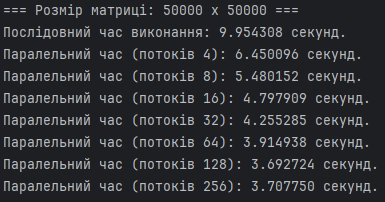 === Розмір матриці: 50000 x 50000 ===
Послідовний час виконання: 9.954308 секунд.
Паралельний час (потоків 4): 6.450096 секунд.
Паралельний час (потоків 8): 5.480152 секунд.
Паралельний час (потоків 16): 4.797909 секунд.
Паралельний час (потоків 32): 4.255285 секунд.
Паралельний час (потоків 64): 3.914938 секунд.
Паралельний час (потоків 128): 3.692724 секунд.
Паралельний час (потоків 256): 3.707750 секунд.